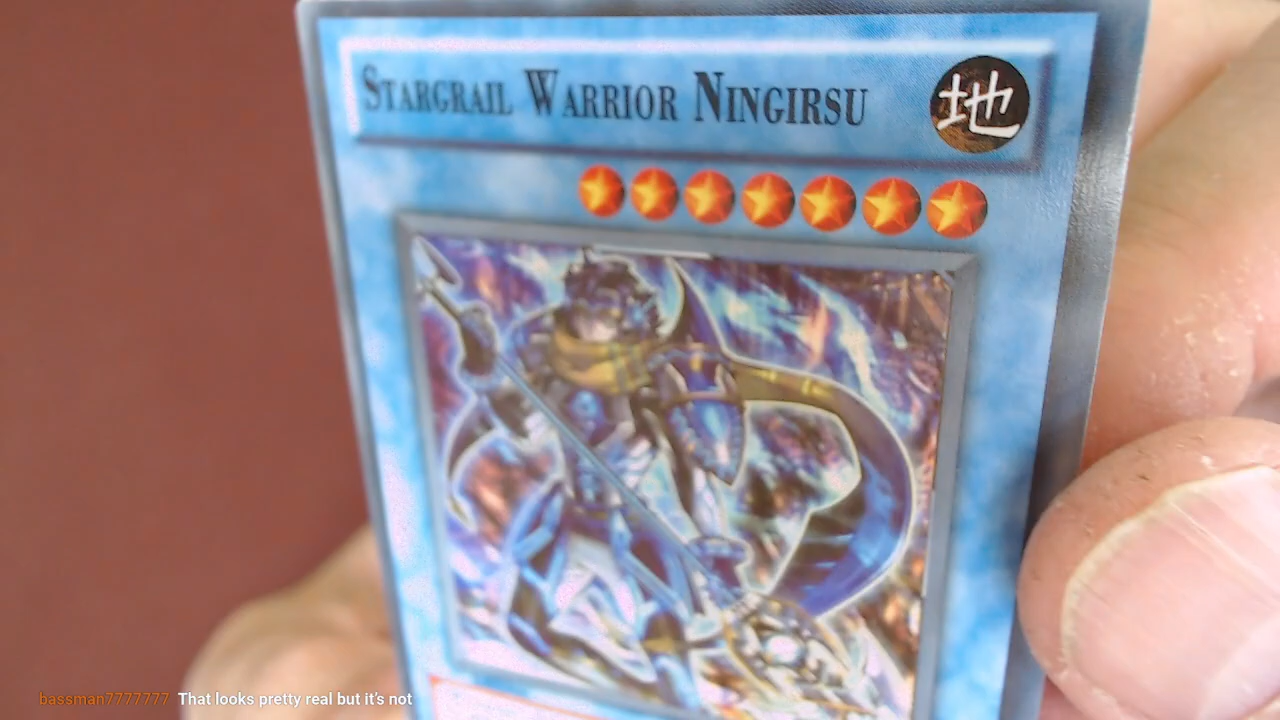 Stargrail Warrior Ningirsu
地
bassman7777777 That looks pretty real but it's not